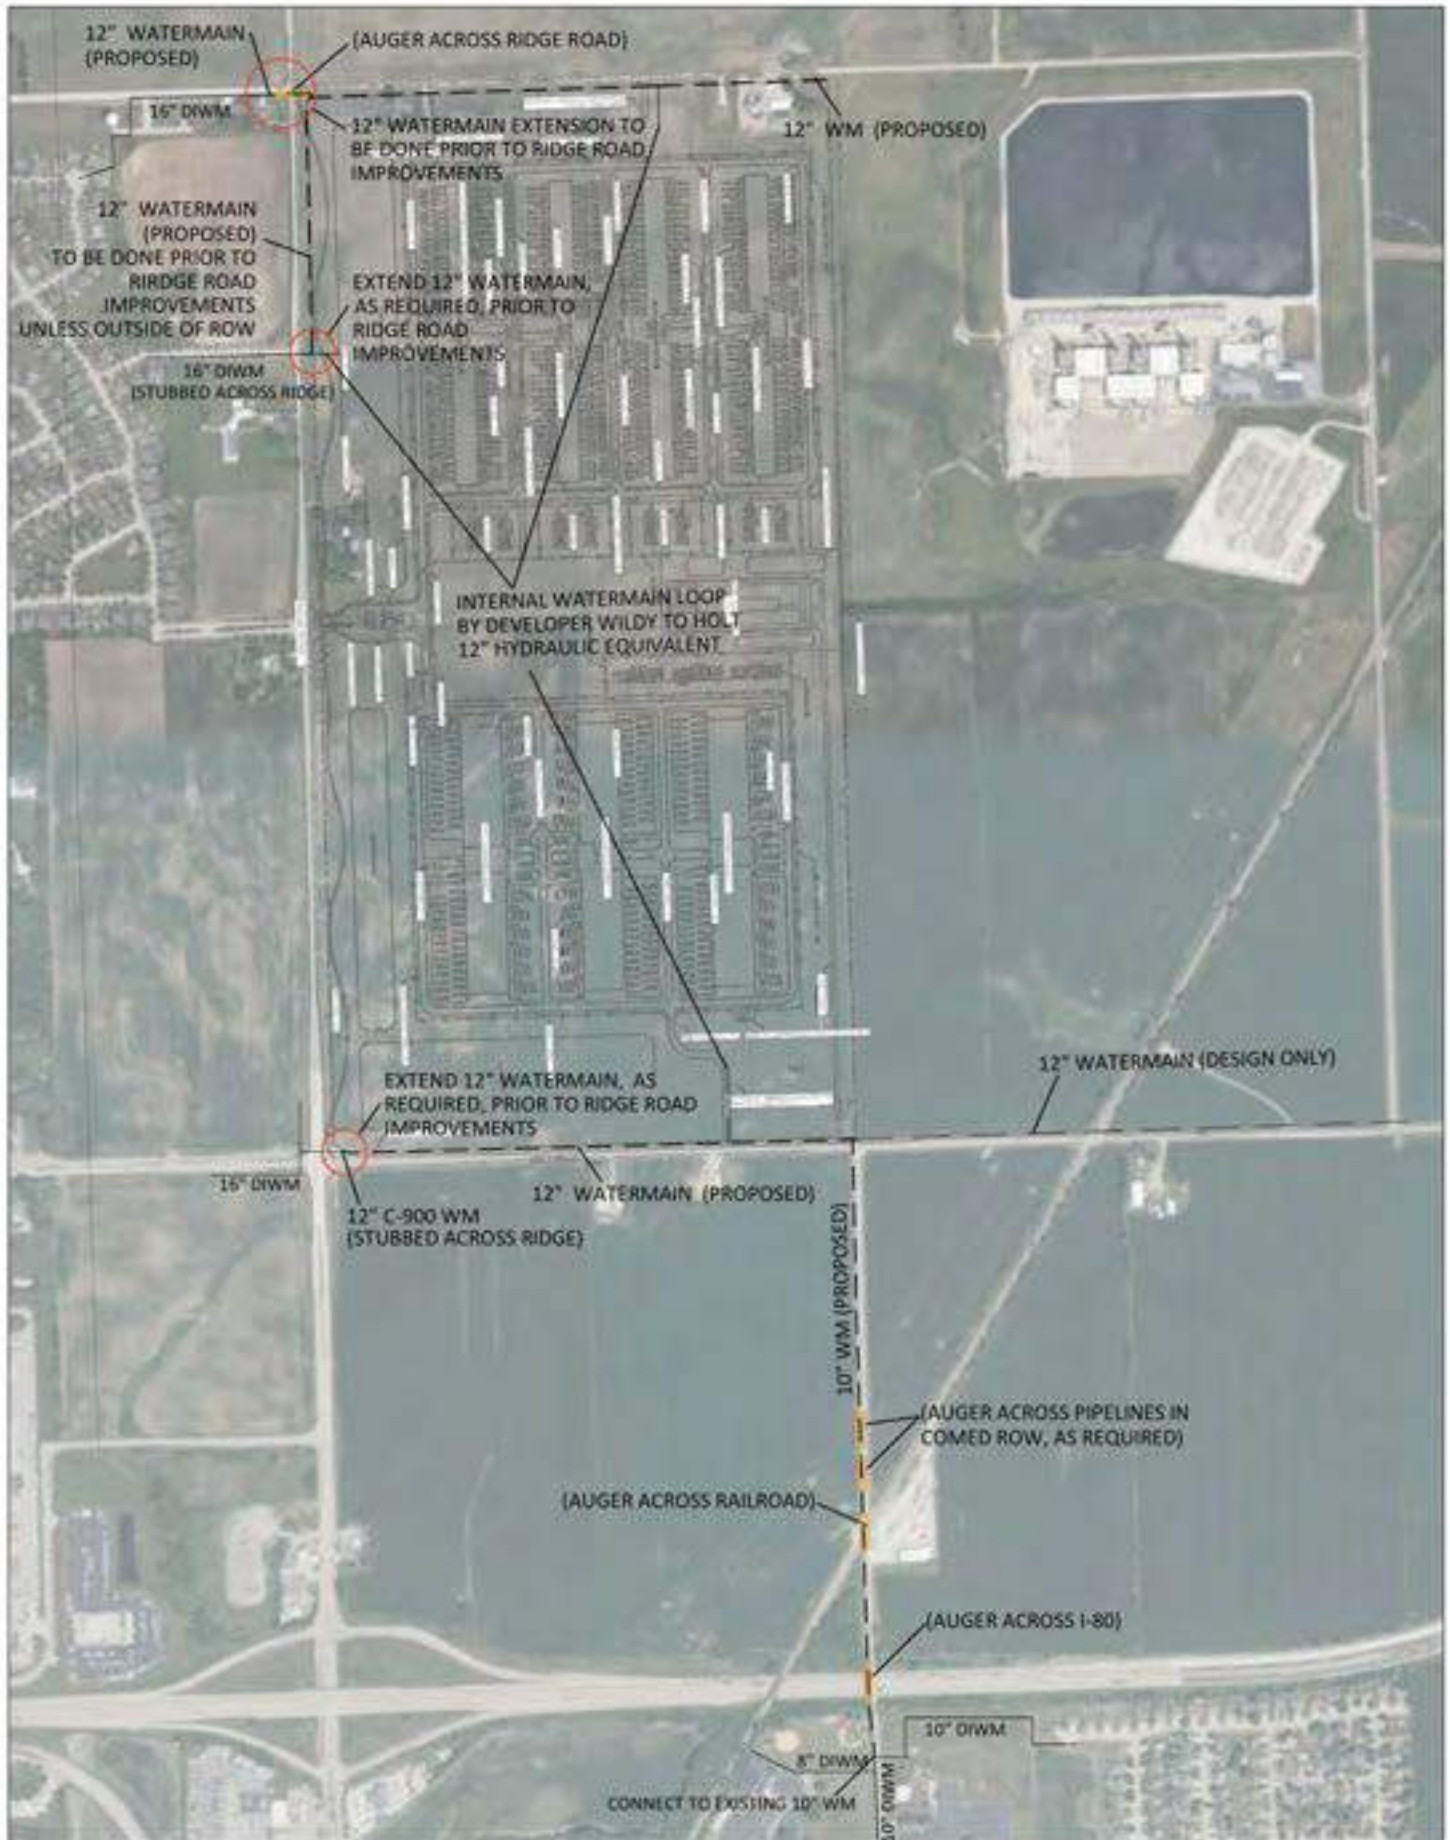 12" WATERMAIN
(PROPOSED)
(AUGER ACROSS RIDGE ROAD)
16" DIWM
12" WATERMAIN EXTENSION TO
BE DONE PRIOR TO RIDGE ROAD
IMPROVEMENTS
12" WM (PROPOSED)
12" WATERMAIN
(PROPOSED)
TO BE DONE PRIOR TO
RIRDGE ROAD
IMPROVEMENTS
UNLESS OUTSIDE OF ROW
EXTEND 12" WATERMAIN,
AS REQUIRED, PRIOR TO
RIDGE ROAD
IMPROVEMENTS
16" DIWM
(STUBBED ACROSS RIDGE)
INTERNAL WATERMAIN LOOP
BY DEVELOPER WILDY TO HOLT
12" HYDRAULIC EQUIVALENT
12" WATERMAIN (DESIGN ONLY)
EXTEND 12" WATERMAIN, AS
REQUIRED, PRIOR TO RIDGE ROAD
IMPROVEMENTS
16" DIWM
12" WATERMAIN (PROPOSED)
12" C-900 WM
(STUBBED ACROSS RIDGE)
10" WM (PROPOSED)
(AUGER ACROSS PIPELINES IN
COMED ROW, AS REQUIRED)
(AUGER ACROSS RAILROAD)
(AUGER ACROSS I-80)
10" DIWM
8" DIWM
CONNECT TO EXISTING 10" WM
10" DIWM